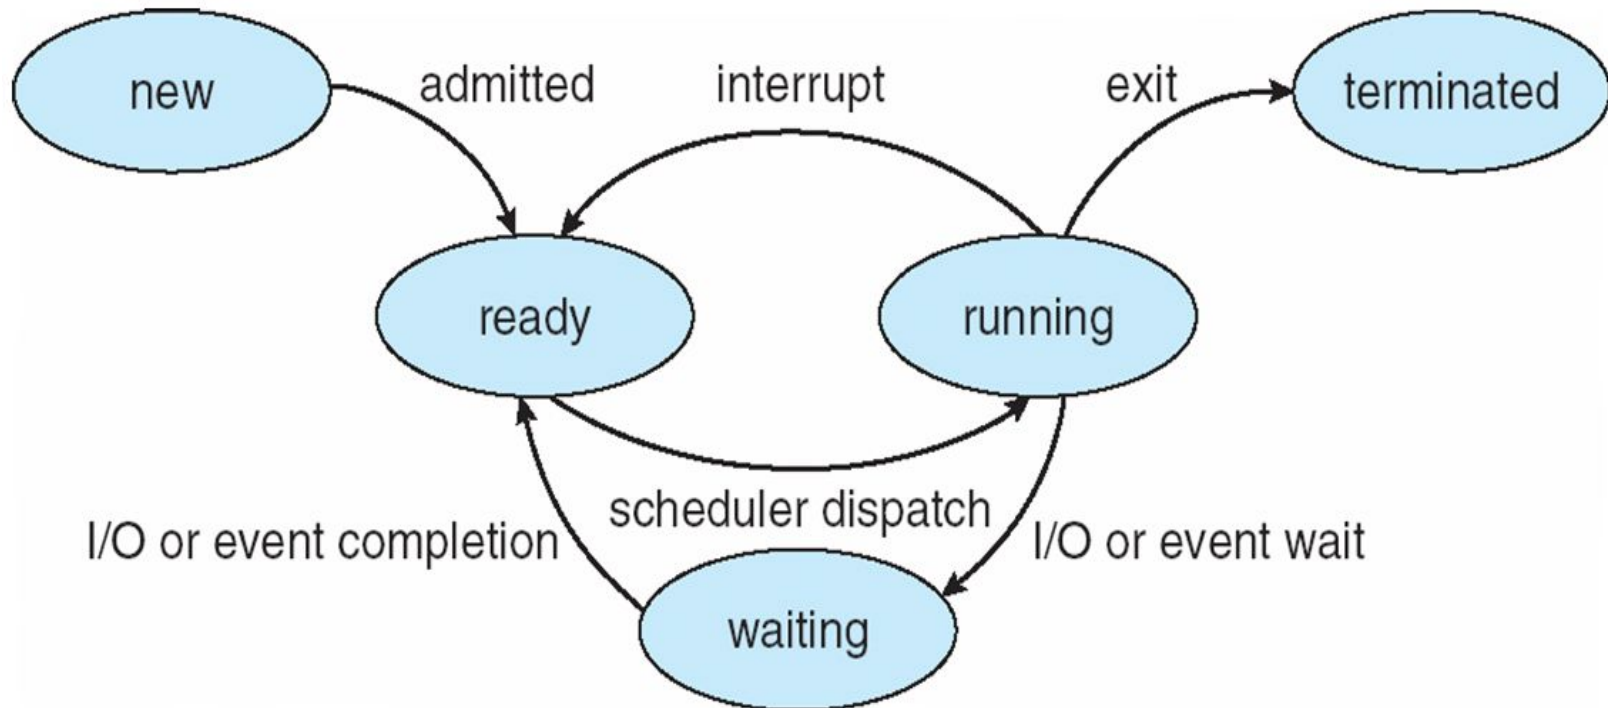 new
admitted
interrupt
exit
terminated
ready
running
scheduler dispatch
I/O or event completion
I/O or event wait
waiting